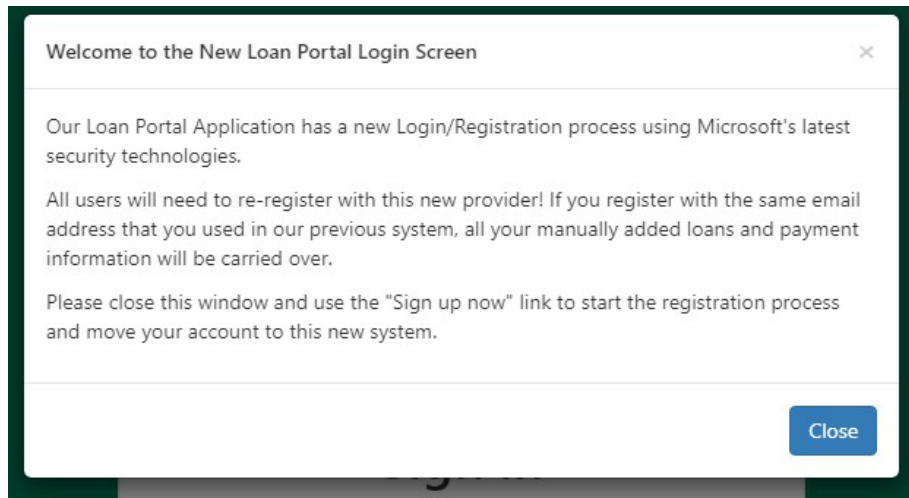 Welcome to the New Loan Portal Login Screen
×
Our Loan Portal Application has a new Login/Registration process using Microsoft's latest
security technologies.
All users will need to re-register with this new provider! If you register with the same email
address that you used in our previous system, all your manually added loans and payment
information will be carried over.
Please close this window and use the "Sign up now" link to start the registration process
and move your account to this new system.
Close